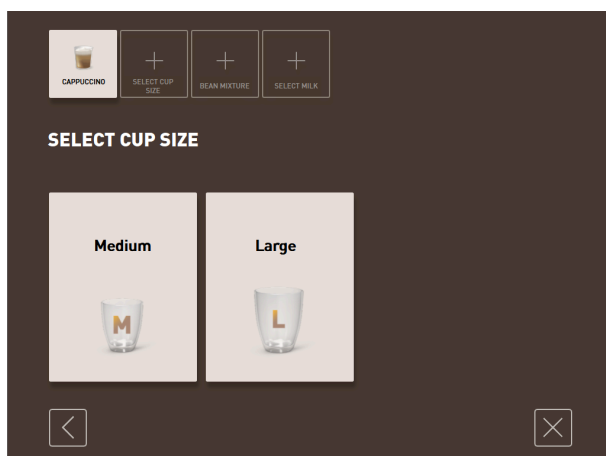 CAPPUCCINO
SELECT CUP
SIZE
BEAN MIXTURE
SELECT MILK
SELECT CUP SIZE
Medium
Large
M
L